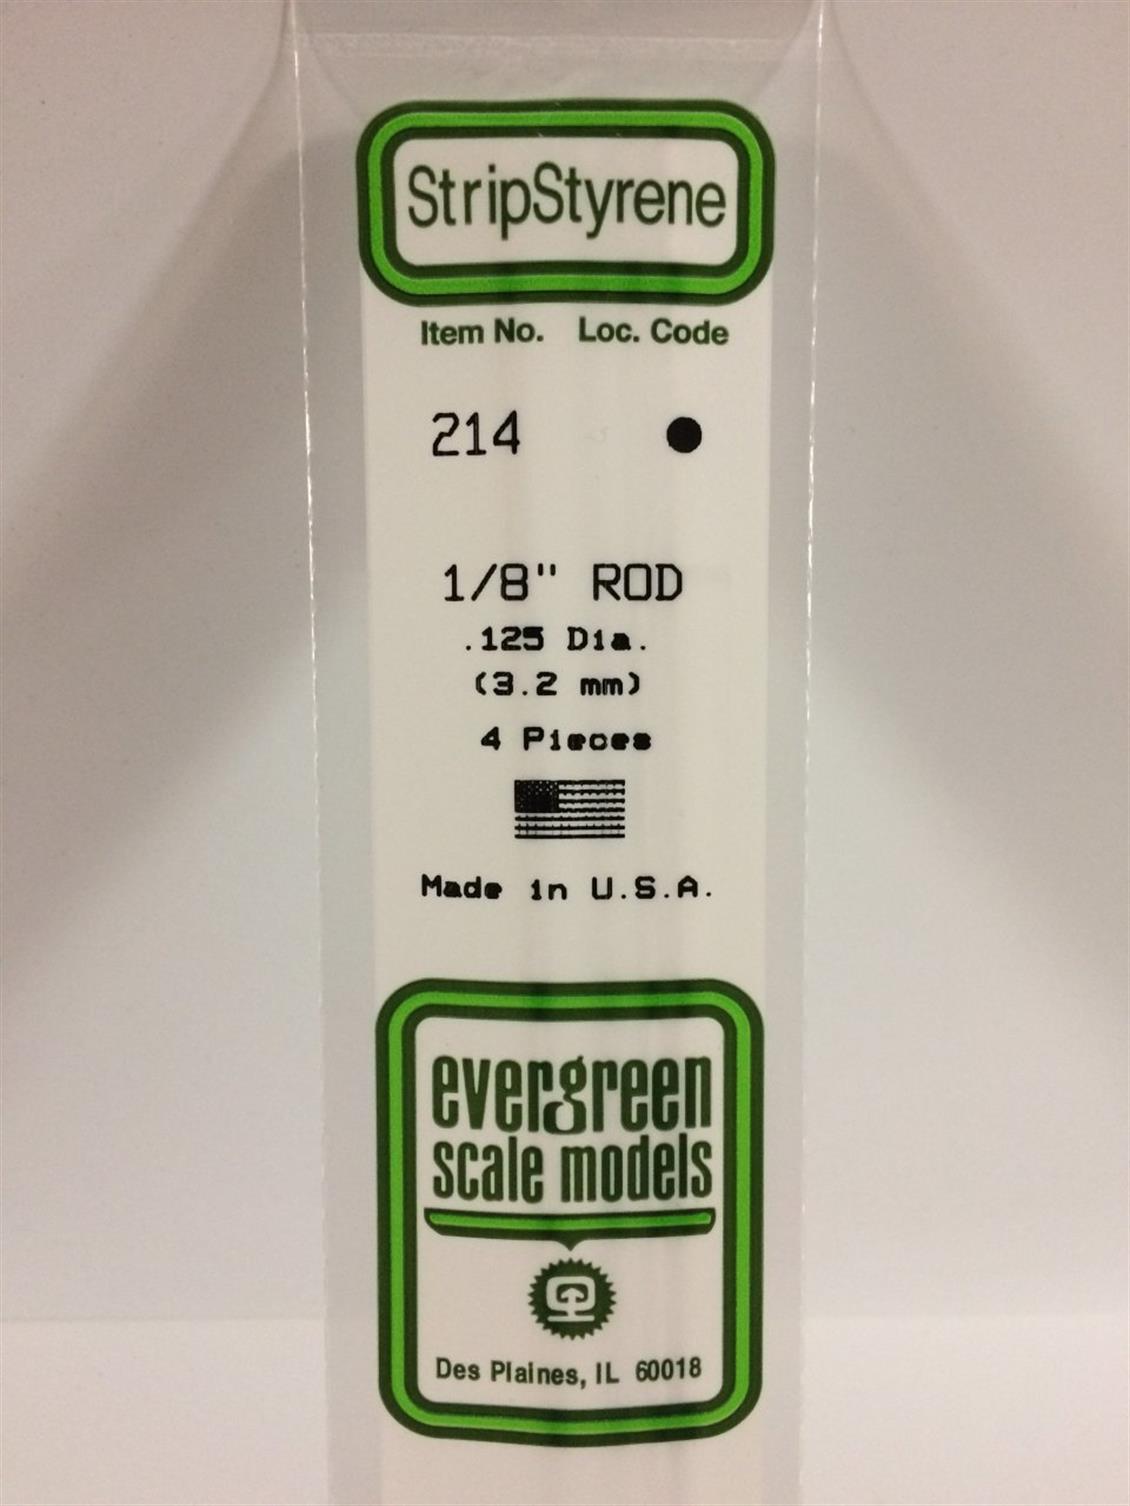 StripStyrene
Item No. Loc. Code
214
1/8" ROD
.125 Dia.
(3.2 mm)
4 Pieces
Made in U.S.A.
evergreen
scale models
Des Plaines, IL 60018